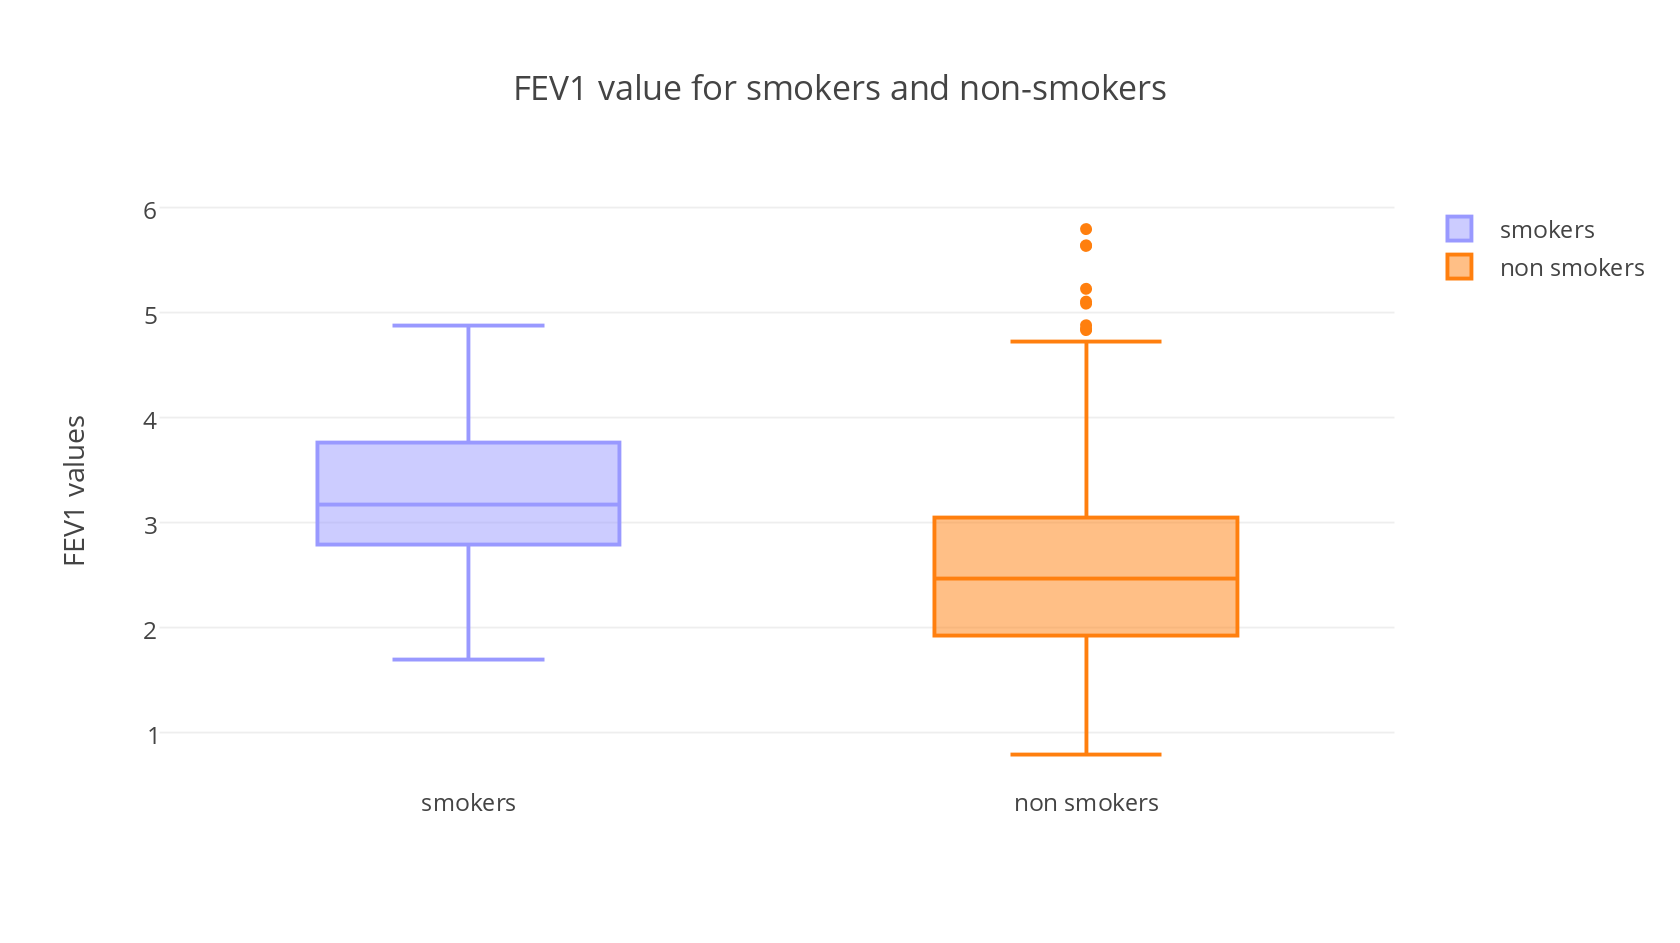 FEV1 value for smokers and non-smokers
6
5
4
3
2
1
FEV1 values
smokers
non smokers
smokers
non smokers